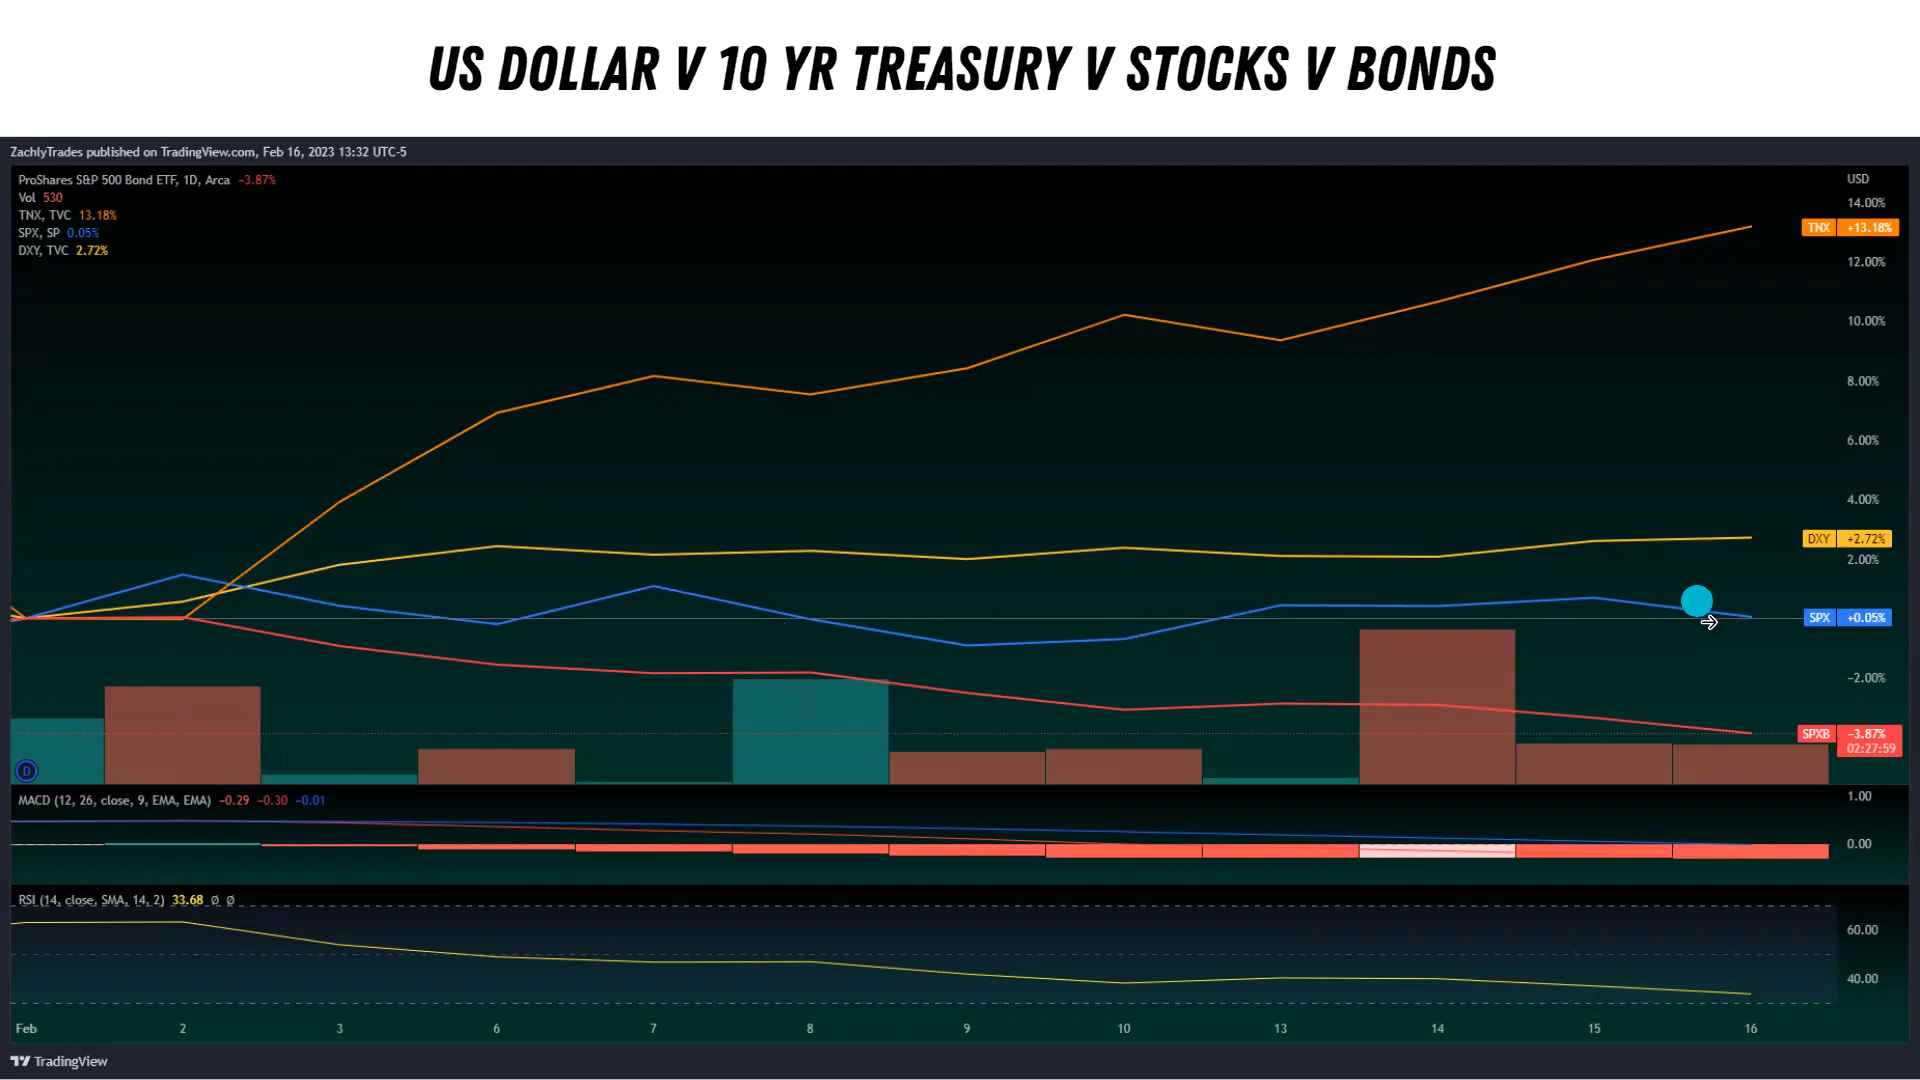 US DOLLAR V 10 YR TREASURY V STOCKS V BONDS
ZachlyTrades published on TradingView.com, Feb 16, 2023 13:32 UTC-5
ProShares S&P 500 Bond ETF, 1D, Arca −3.87%
Vol 530
TNX, TVC 13.18%
SPX, SP 0.05%
DXY, TVC 2.72%
USD
14.00%
TNX +13.18%
12.00%
10.00%
8.00%
6.00%
4.00%
DXY +2.72%
2.00%
SPX +0.05%
−2.00%
SPXB −3.87%
02:27:59
D
MACD (12, 26, close, 9, EMA, EMA) −0.29 −0.30 −0.01
1.00
0.00
RSI (14, close, SMA, 14, 2) 33.68 Ø Ø
60.00
40.00
Feb 2 3 6 7 8 9 10 13 14 15 16
TradingView